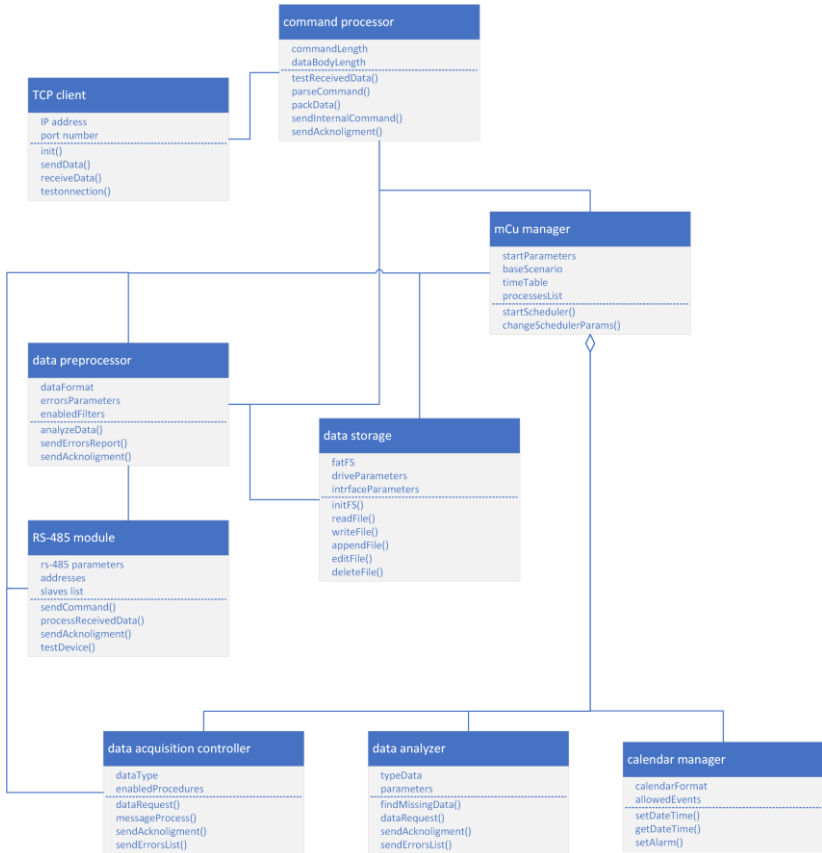 command processor
commandLength
dataBodyLength
testReceivedData()
parseCommand()
packData()
sendInternalCommand()
sendAcknoligment()
TCP client
IP address
port number
init()
sendData()
receiveData()
testonnection()
mCu manager
startParameters
baseScenario
timeTable
processesList
startScheduler()
changeSchedulerParams()
data preprocessor
dataFormat
errorsParameters
enabledFilters
analyzeData()
sendErrorsReport()
sendAcknoligment()
data storage
fatFS
driveParameters
intrfaceParameters
initFS()
readFile()
writeFile()
appendFile()
editFile()
deleteFile()
RS-485 module
rs-485 parameters
addresses
slaves list
sendCommand()
processReceivedData()
sendAcknoligment()
testDevice()
data acquisition controller
dataType
enabledProcedures
dataRequest()
messageProcess()
sendAcknoligment()
sendErrorsList()
data analyzer
typeData
parameters
findMissingData()
dataRequest()
sendAcknoligment()
sendErrorsList()
calendar manager
calendarFormat
allowedEvents
setDateTime()
getDateTime()
setAlarm()